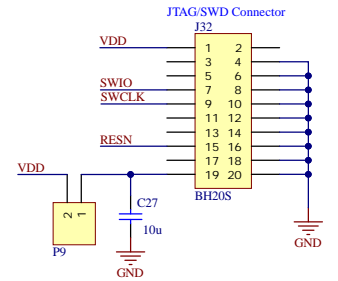 JTAG/SWD Connector
J32
VDD
1 2
3 4
5 6
SWIO
7 8
SWCLK
9 10
11 12
13 14
RESN
15 16
17 18
VDD
19 20
BH20S
C27
2 1
10u
P9
GND
GND